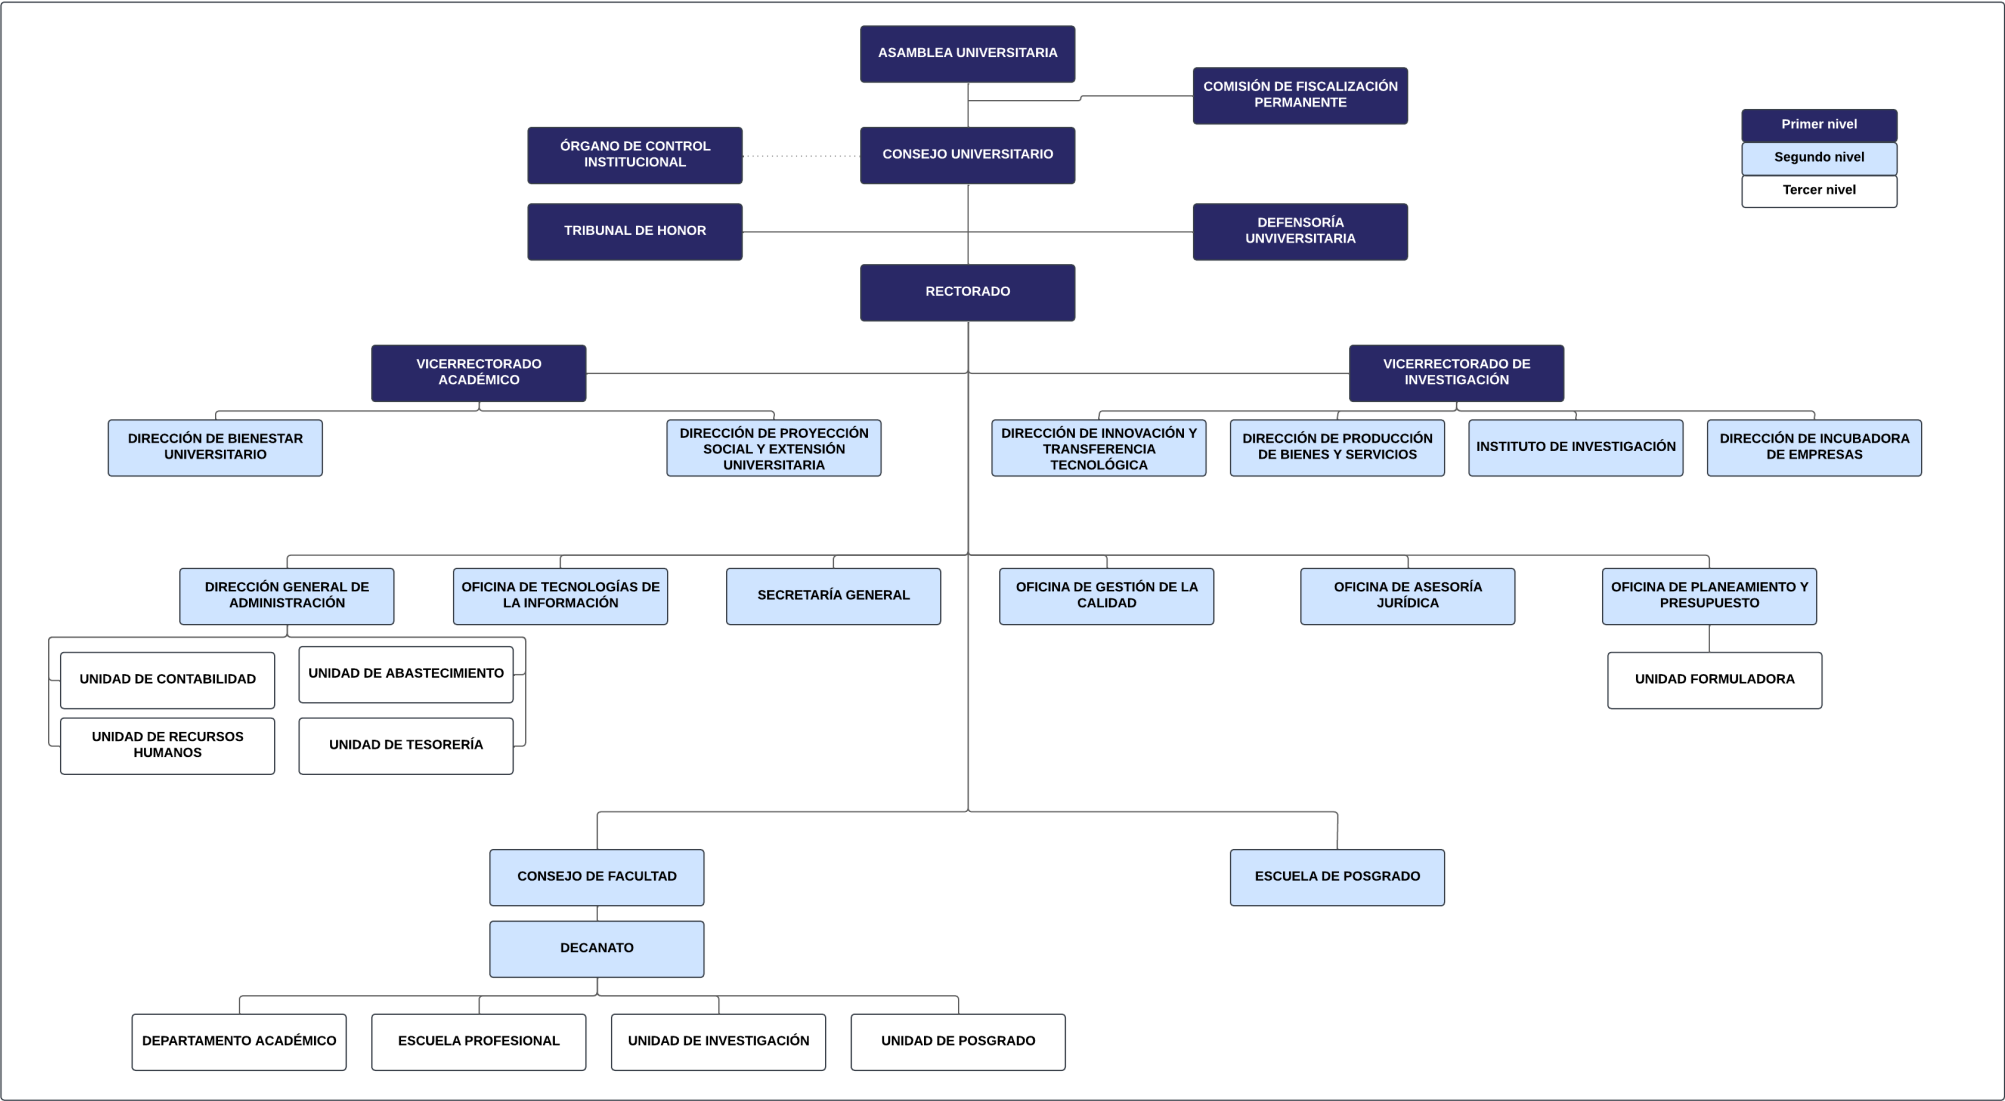 ASAMBLEA UNIVERSITARIA
COMISIÓN DE FISCALIZACIÓN
PERMANENTE
Primer nivel
Segundo nivel
Tercer nivel
ÓRGANO DE CONTROL
INSTITUCIONAL
CONSEJO UNIVERSITARIO
TRIBUNAL DE HONOR
DEFENSORÍA
UNVIVERSITARIA
RECTORADO
VICERRECTORADO
ACADÉMICO
VICERRECTORADO DE
INVESTIGACIÓN
DIRECCIÓN DE BIENESTAR
UNIVERSITARIO
DIRECCIÓN DE PROYECCIÓN
SOCIAL Y EXTENSIÓN
UNIVERSITARIA
DIRECCIÓN DE INNOVACIÓN Y
TRANSFERENCIA
TECNOLÓGICA
DIRECCIÓN DE PRODUCCIÓN
DE BIENES Y SERVICIOS
INSTITUTO DE INVESTIGACIÓN
DIRECCIÓN DE INCUBADORA
DE EMPRESAS
DIRECCIÓN GENERAL DE
ADMINISTRACIÓN
OFICINA DE TECNOLOGÍAS DE
LA INFORMACIÓN
SECRETARÍA GENERAL
OFICINA DE GESTIÓN DE LA
CALIDAD
OFICINA DE ASESORÍA
JURÍDICA
OFICINA DE PLANEAMIENTO Y
PRESUPUESTO
UNIDAD DE CONTABILIDAD
UNIDAD DE ABASTECIMIENTO
UNIDAD FORMULADORA
UNIDAD DE RECURSOS
HUMANOS
UNIDAD DE TESORERÍA
CONSEJO DE FACULTAD
ESCUELA DE POSGRADO
DECANATO
DEPARTAMENTO ACADÉMICO
ESCUELA PROFESIONAL
UNIDAD DE INVESTIGACIÓN
UNIDAD DE POSGRADO